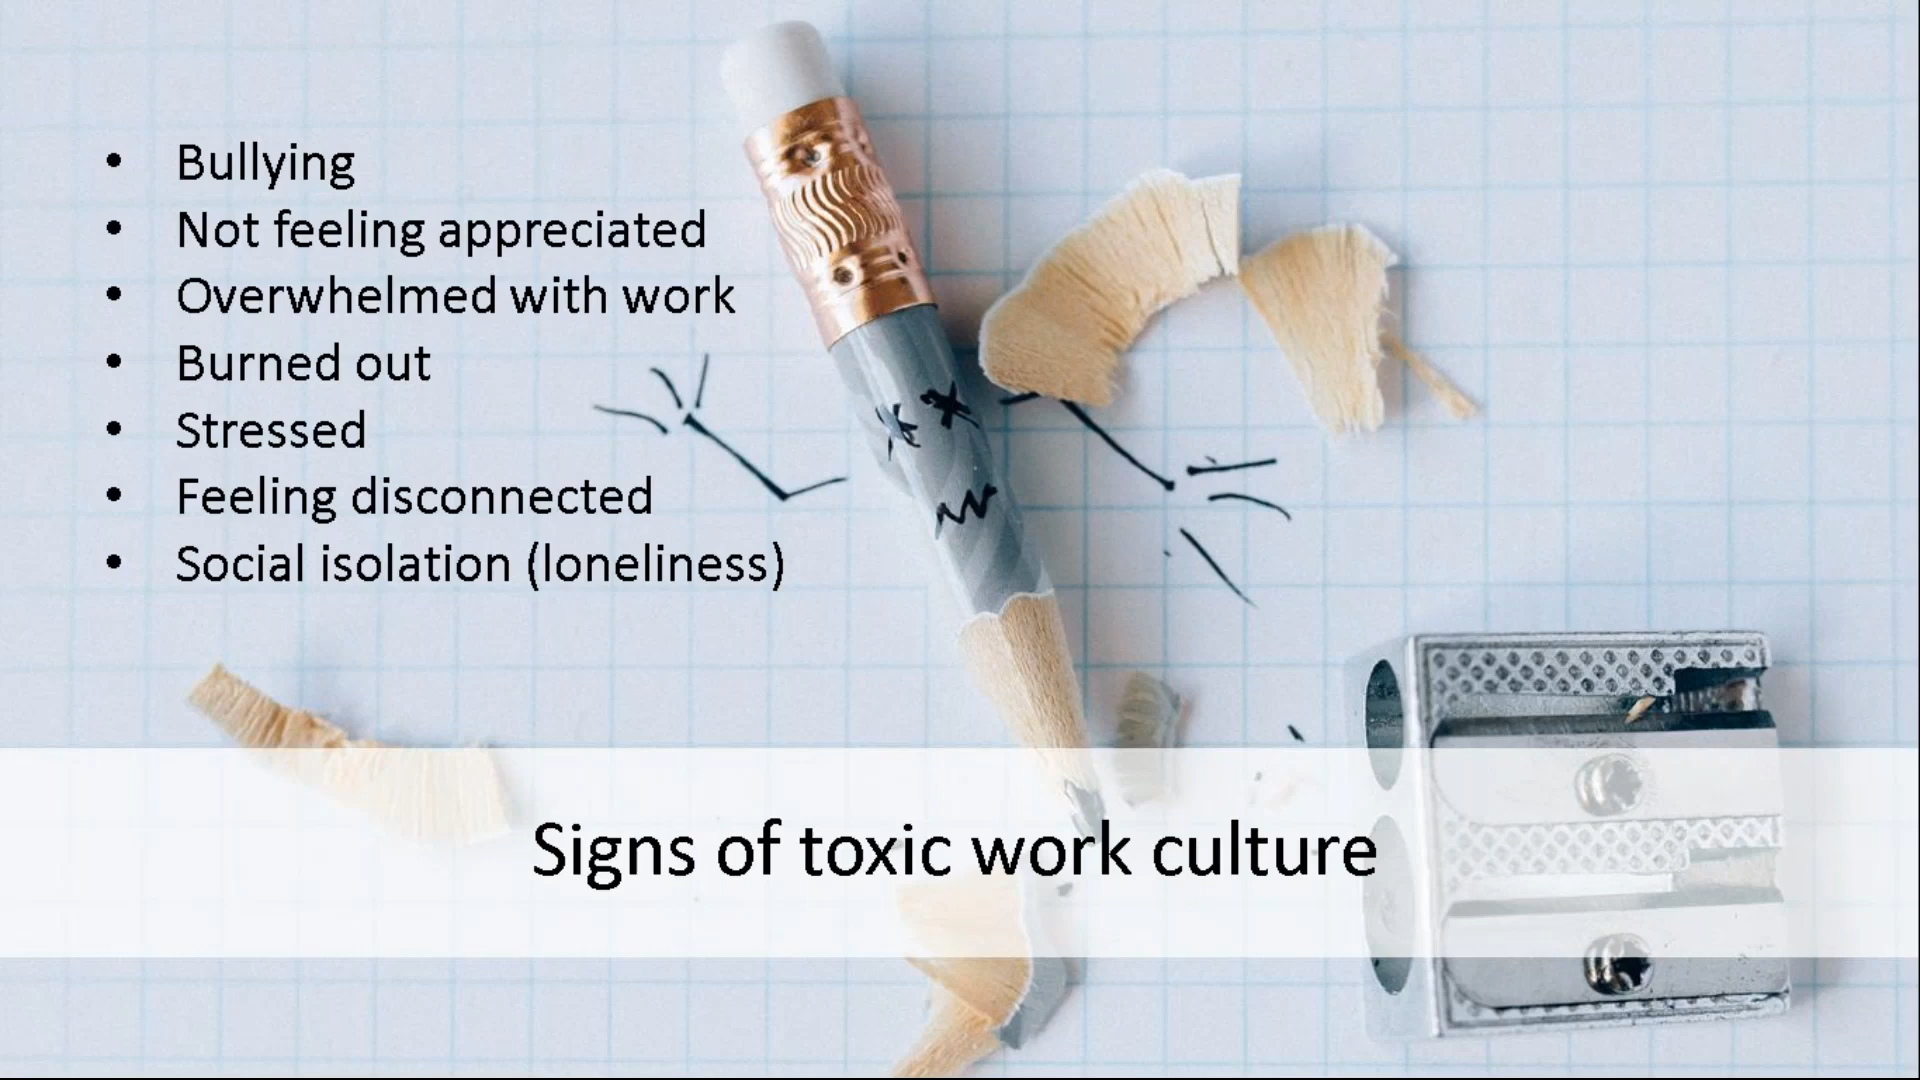 • Bullying
• Not feeling appreciated
• Overwhelmed with work
• Burned out
• Stressed
• Feeling disconnected
• Social isolation (loneliness)
Signs of toxic work culture